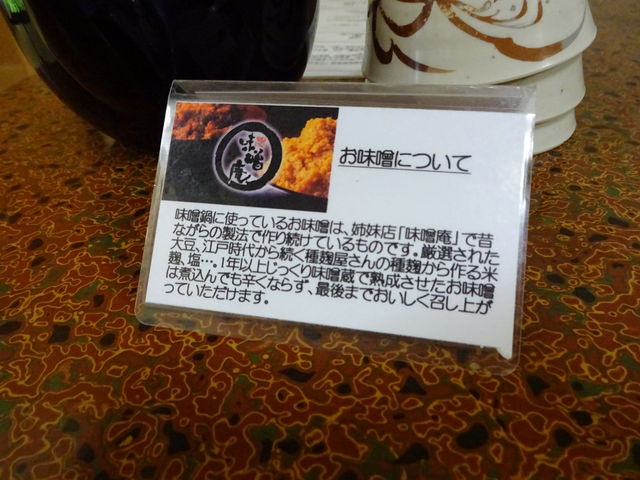 味噌庵
お味噌について
味噌鍋に使っているお味噌は、姉妹店「味噌庵」で昔
ながらの製法で作り続けているものです。厳選された
大豆、江戸時代から続く種麹屋さんの種麹から作る米
麹、塩…。1年以上じっくり味噌蔵で熟成させたお味噌
は煮込んでも辛くならず、最後までおいしく召し上が
っていただけます。